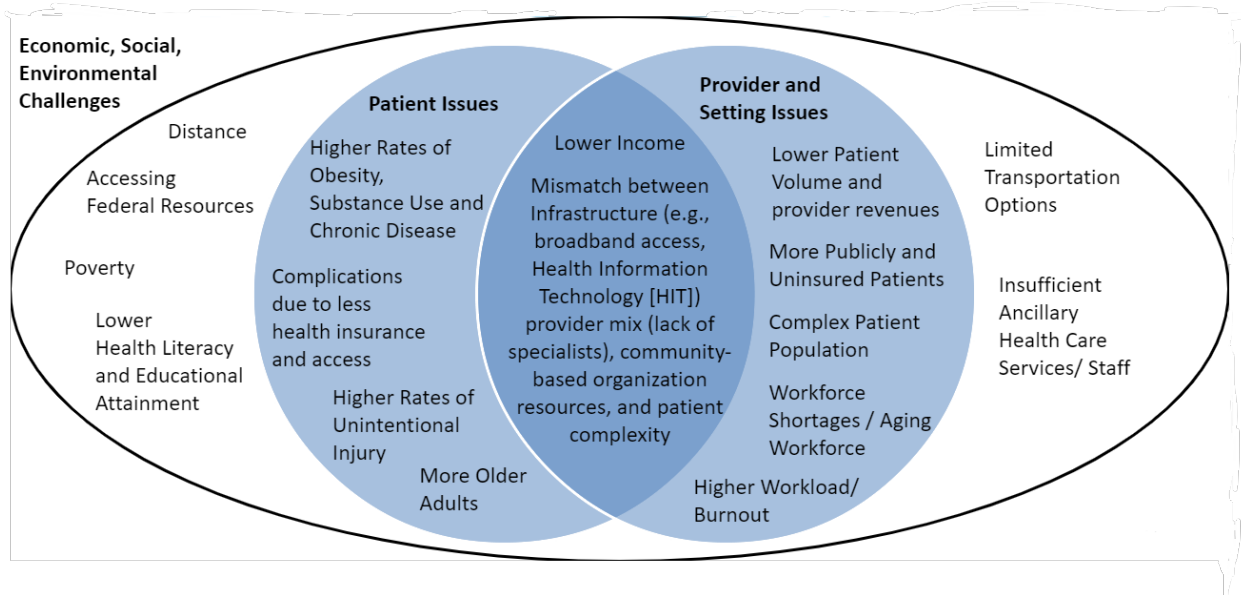 Economic, Social,
Environmental
Challenges
Distance
Accessing
Federal Resources
Poverty
Lower
Health Literacy
and Educational
Attainment
Patient Issues
Higher Rates of
Obesity,
Substance Use and
Chronic Disease
Complications
due to less
health insurance
and access
Higher Rates of
Unintentional
Injury
More Older
Adults
Lower Income
Mismatch between
Infrastructure (e.g.,
broadband access,
Health Information
Technology [HIT])
provider mix (lack of
specialists), community-
based organization
resources, and patient
complexity
Provider and
Setting Issues
Lower Patient
Volume and
provider revenues
More Publicly and
Uninsured Patients
Complex Patient
Population
Workforce
Shortages / Aging
Workforce
Higher Workload/
Burnout
Limited
Transportation
Options
Insufficient
Ancillary
Health Care
Services/ Staff